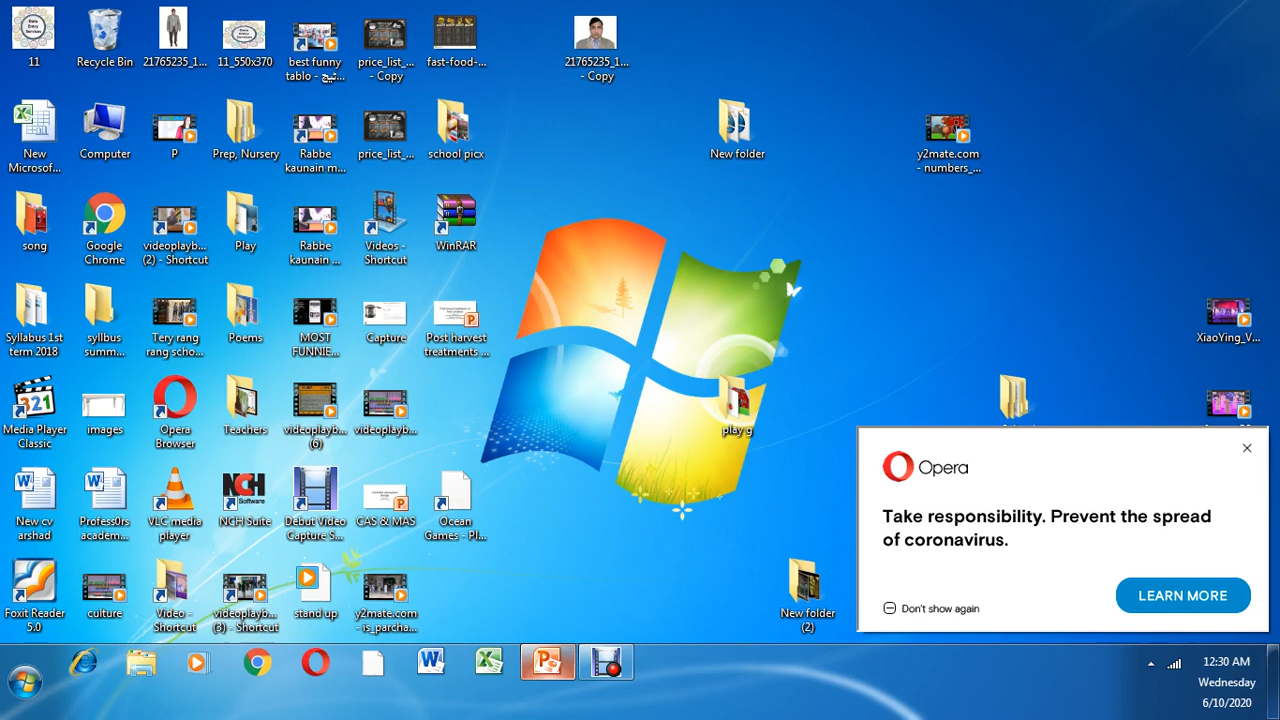 11
Recycle Bin
21765235_1...
11_550x370
best funny
tablo - تيج...
price_list_...
- Copy
fast-food-...
21765235_1...
- Copy
New
Microsof...
Computer
P
Prep, Nursery
Rabbe
kaunain m...
price_list_...
school picx
New folder
y2mate.com
- numbers_...
song
Google
Chrome
videoplayb...
(2) - Shortcut
Play
Rabbe
kaunain ...
Videos -
Shortcut
WinRAR
Syllabus 1st
term 2018
syllbus
summ...
Tery rang
rang scho...
Poems
MOST
FUNNIE...
Capture
Post harvest
treatments ...
XiaoYing_V...
Media Player
Classic
images
Opera
Browser
Teachers
videoplayb...
(6)
videoplayb...
play g
New cv
arshad
Profess0rs
academ...
VLC media
player
NCH Suite
Debut Video
Capture S...
CAS & MAS
Ocean
Games - Pl...
Foxit Reader
5.0
culture
Video -
Shortcut
videoplayb...
(3) - Shortcut
stand up
y2mate.com
- is_parcha...
New folder
(2)
Opera
Take responsibility. Prevent the spread
of coronavirus.
LEARN MORE
Don't show again
12:30 AM
Wednesday
6/10/2020